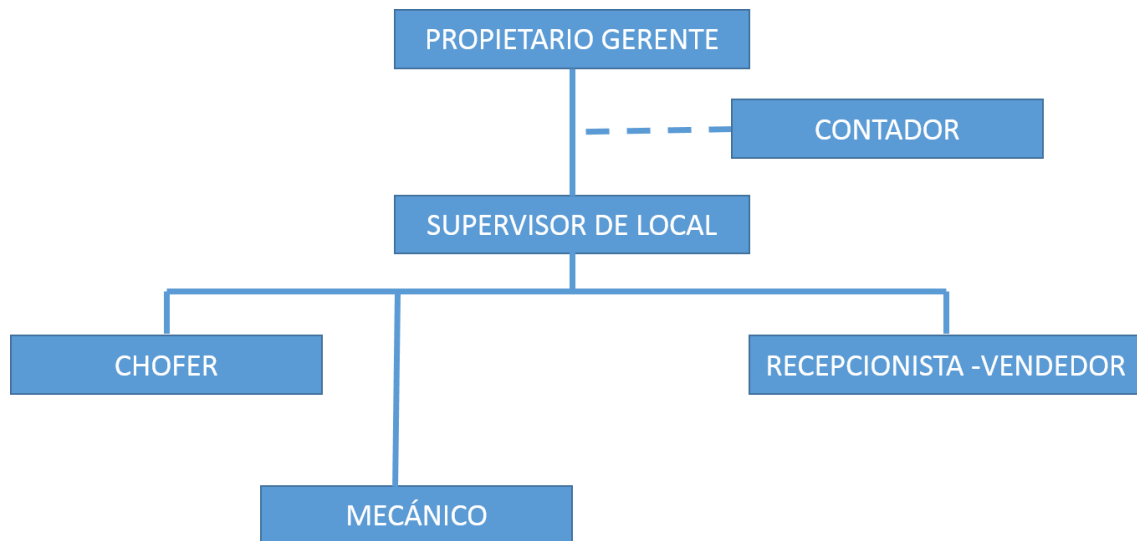 PROPIETARIO GERENTE
CONTADOR
SUPERVISOR DE LOCAL
CHOFER
RECEPCIONISTA -VENDEDOR
MECÁNICO